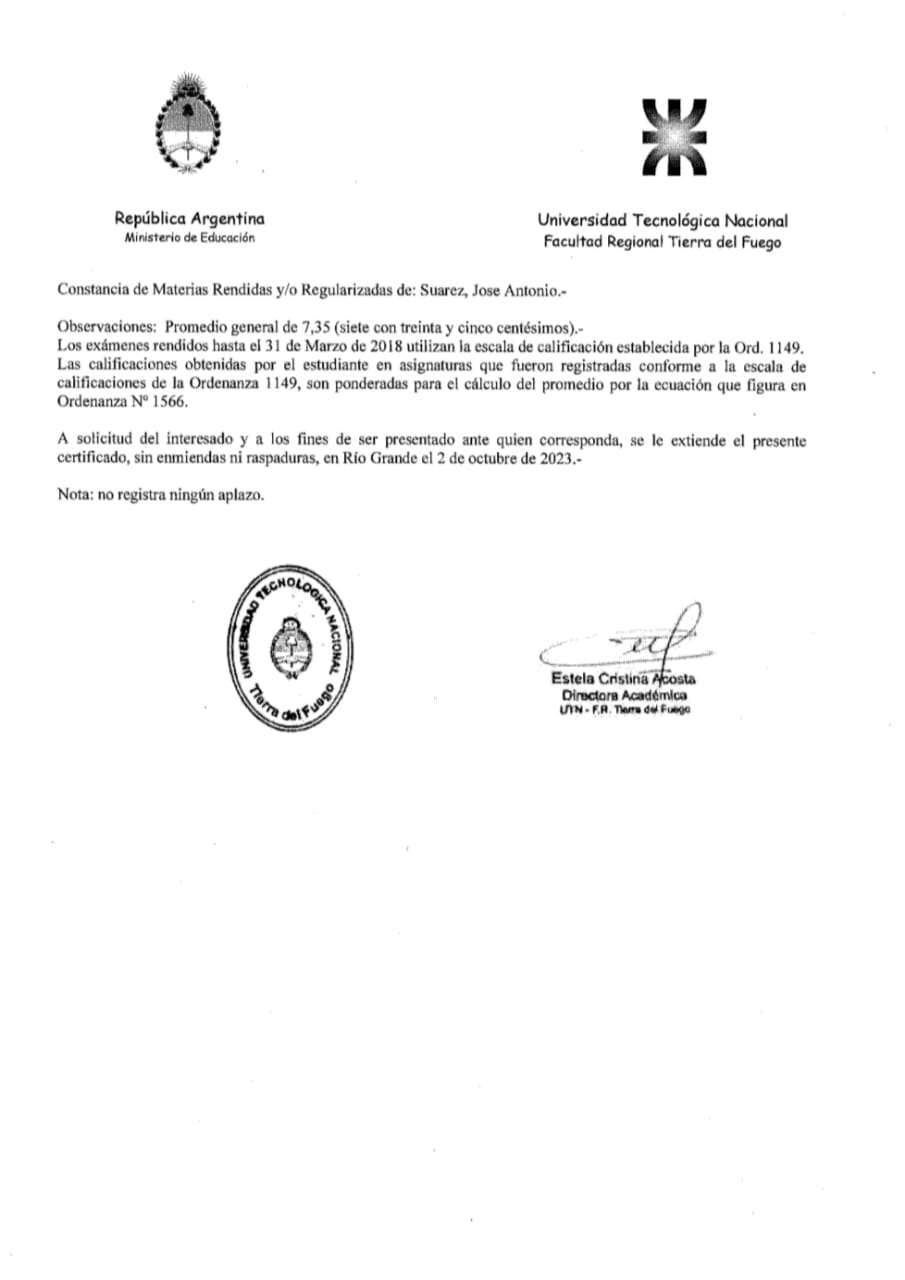 República Argentina
Ministerio de Educación
Universidad Tecnológica Nacional
Facultad Regional Tierra del Fuego
Constancia de Materias Rendidas y/o Regularizadas de: Suarez, Jose Antonio.-
Observaciones: Promedio general de 7,35 (siete con treinta y cinco centésimos).-
Los exámenes rendidos hasta el 31 de Marzo de 2018 utilizan la escala de calificación establecida por la Ord. 1149.
Las calificaciones obtenidas por el estudiante en asignaturas que fueron registradas conforme a la escala de
calificaciones de la Ordenanza 1149, son ponderadas para el cálculo del promedio por la ecuación que figura en
Ordenanza Nº 1566.
A solicitud del interesado y a los fines de ser presentado ante quien corresponda, se le extiende el presente
certificado, sin enmiendas ni raspaduras, en Río Grande el 2 de octubre de 2023.-
Nota: no registra ningún aplazo.
UNIVERSIDAD TECNOLOGICA NACIONAL
Tierra del Fuego
Estela Cristina Acosta
Directora Académica
UTN - F.R. Tierra del Fuego